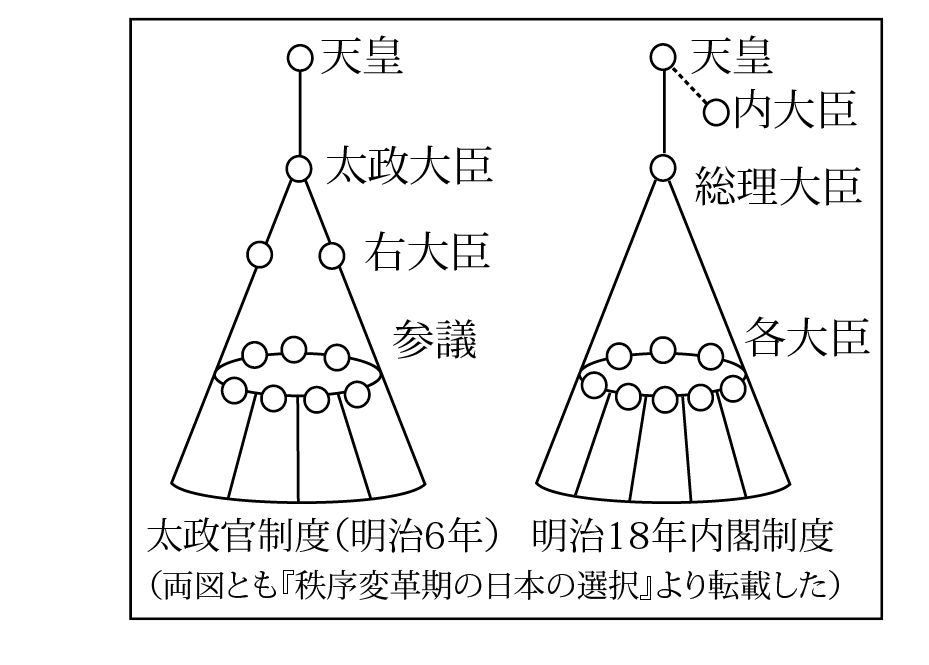 天皇
太政大臣
右大臣
参議
太政官制度（明治6年）
天皇
内大臣
総理大臣
各大臣
明治18年内閣制度
（両図とも『秩序変革期の日本の選択』より転載した）